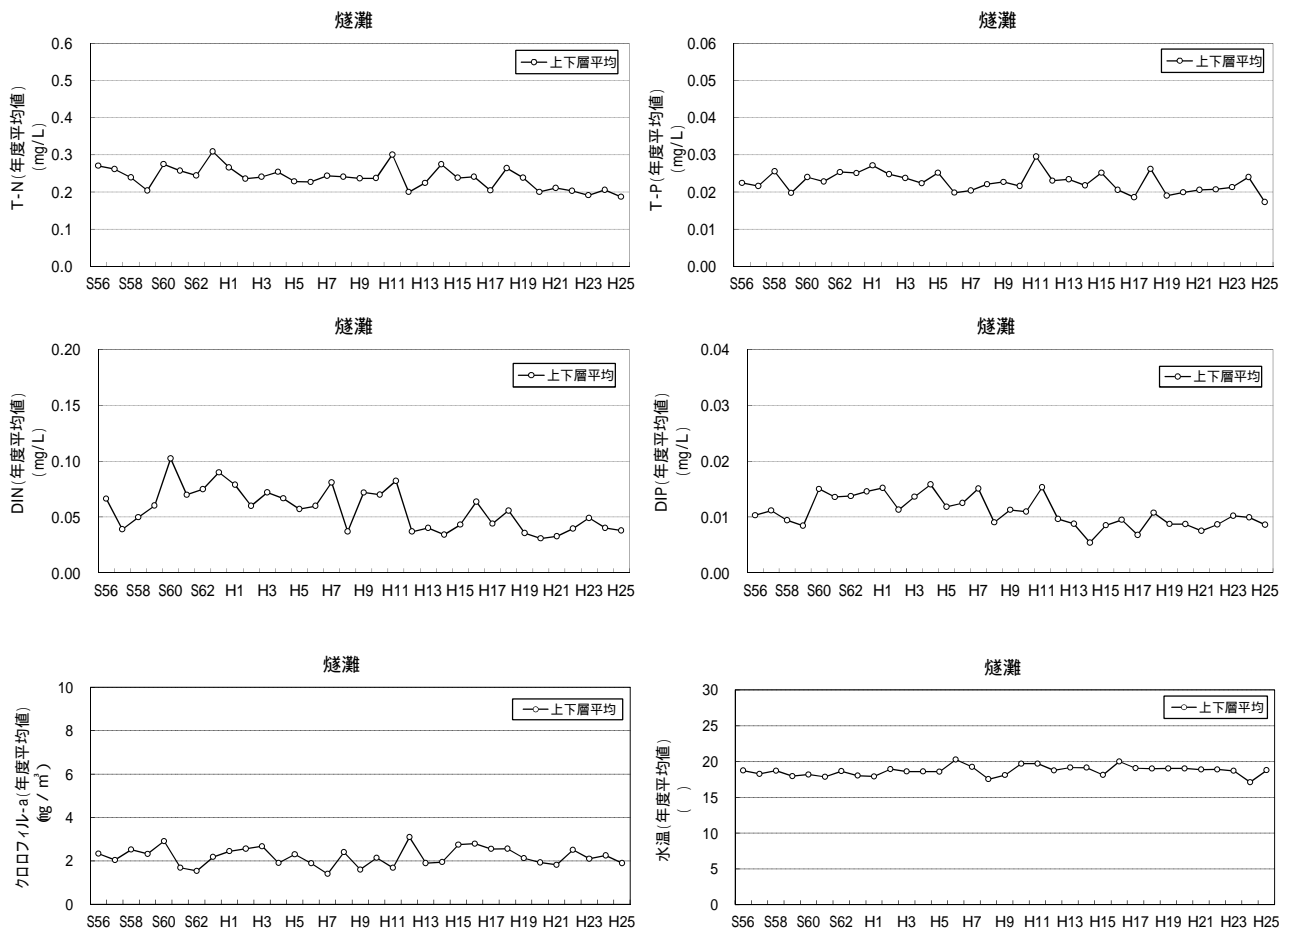 燧灘
T-N(年度平均値)
(mg/L)
0.6
0.5
0.4
0.3
0.2
0.1
0.0
上下層平均
S56 S58 S60 S62 H1 H3 H5 H7 H9 H11 H13 H15 H17 H19 H21 H23 H25
燧灘
T-P(年度平均値)
(mg/L)
0.06
0.05
0.04
0.03
0.02
0.01
0.00
上下層平均
S56 S58 S60 S62 H1 H3 H5 H7 H9 H11 H13 H15 H17 H19 H21 H23 H25
燧灘
DIN(年度平均値)
(mg/L)
0.20
0.15
0.10
0.05
0.00
上下層平均
S56 S58 S60 S62 H1 H3 H5 H7 H9 H11 H13 H15 H17 H19 H21 H23 H25
燧灘
DIP(年度平均値)
(mg/L)
0.04
0.03
0.02
0.01
0.00
上下層平均
S56 S58 S60 S62 H1 H3 H5 H7 H9 H11 H13 H15 H17 H19 H21 H23 H25
燧灘
クロロフィル-a(年度平均値)
(mg/㎥)
10
8
6
4
2
0
上下層平均
S56 S58 S60 S62 H1 H3 H5 H7 H9 H11 H13 H15 H17 H19 H21 H23 H25
燧灘
水温(年度平均値)
( )
30
25
20
15
10
5
0
上下層平均
S56 S58 S60 S62 H1 H3 H5 H7 H9 H11 H13 H15 H17 H19 H21 H23 H25